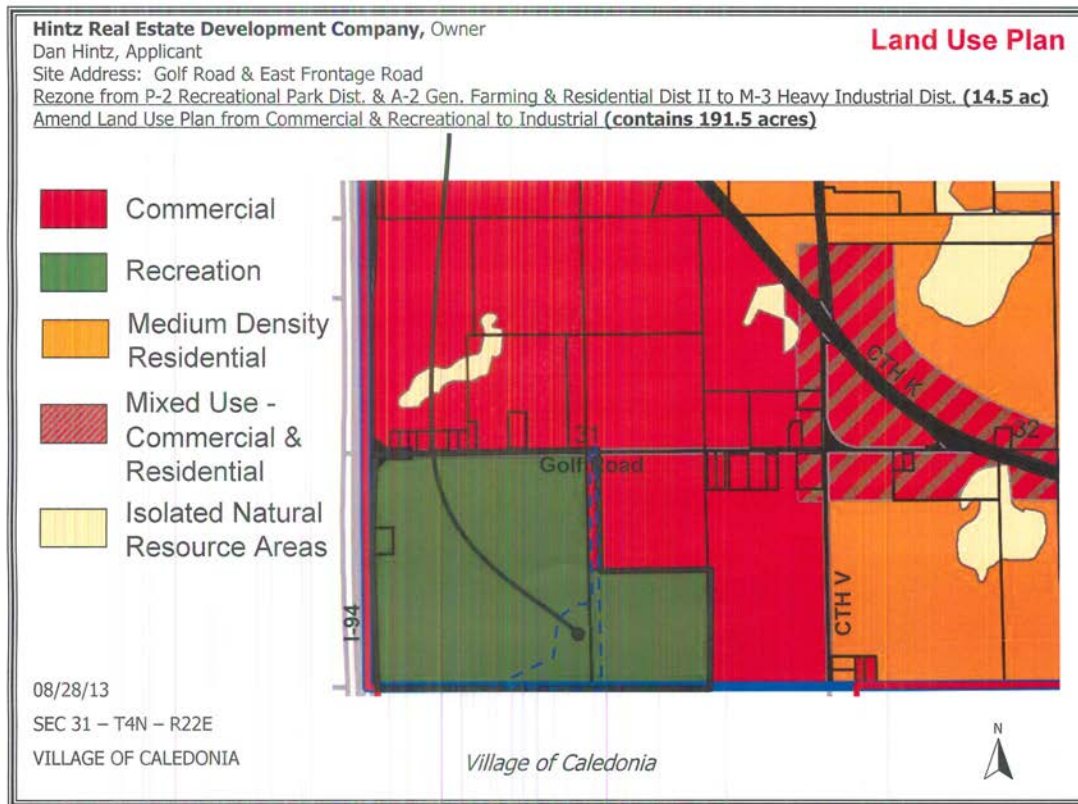 Hintz Real Estate Development Company, Owner
Dan Hintz, Applicant
Site Address: Golf Road & East Frontage Road
Rezone from P-2 Recreational Park Dist. & A-2 Gen. Farming & Residential Dist II to M-3 Heavy Industrial Dist. (14.5 ac)
Amend Land Use Plan from Commercial & Recreational to Industrial (contains 191.5 acres)
Land Use Plan
Commercial
Recreation
Medium Density
Residential
Mixed Use -
Commercial &
Residential
Isolated Natural
Resource Areas
CTH K
32
Golf Road
I-94
CTH V
08/28/13
SEC 31 – T4N – R22E
VILLAGE OF CALEDONIA
Village of Caledonia
N